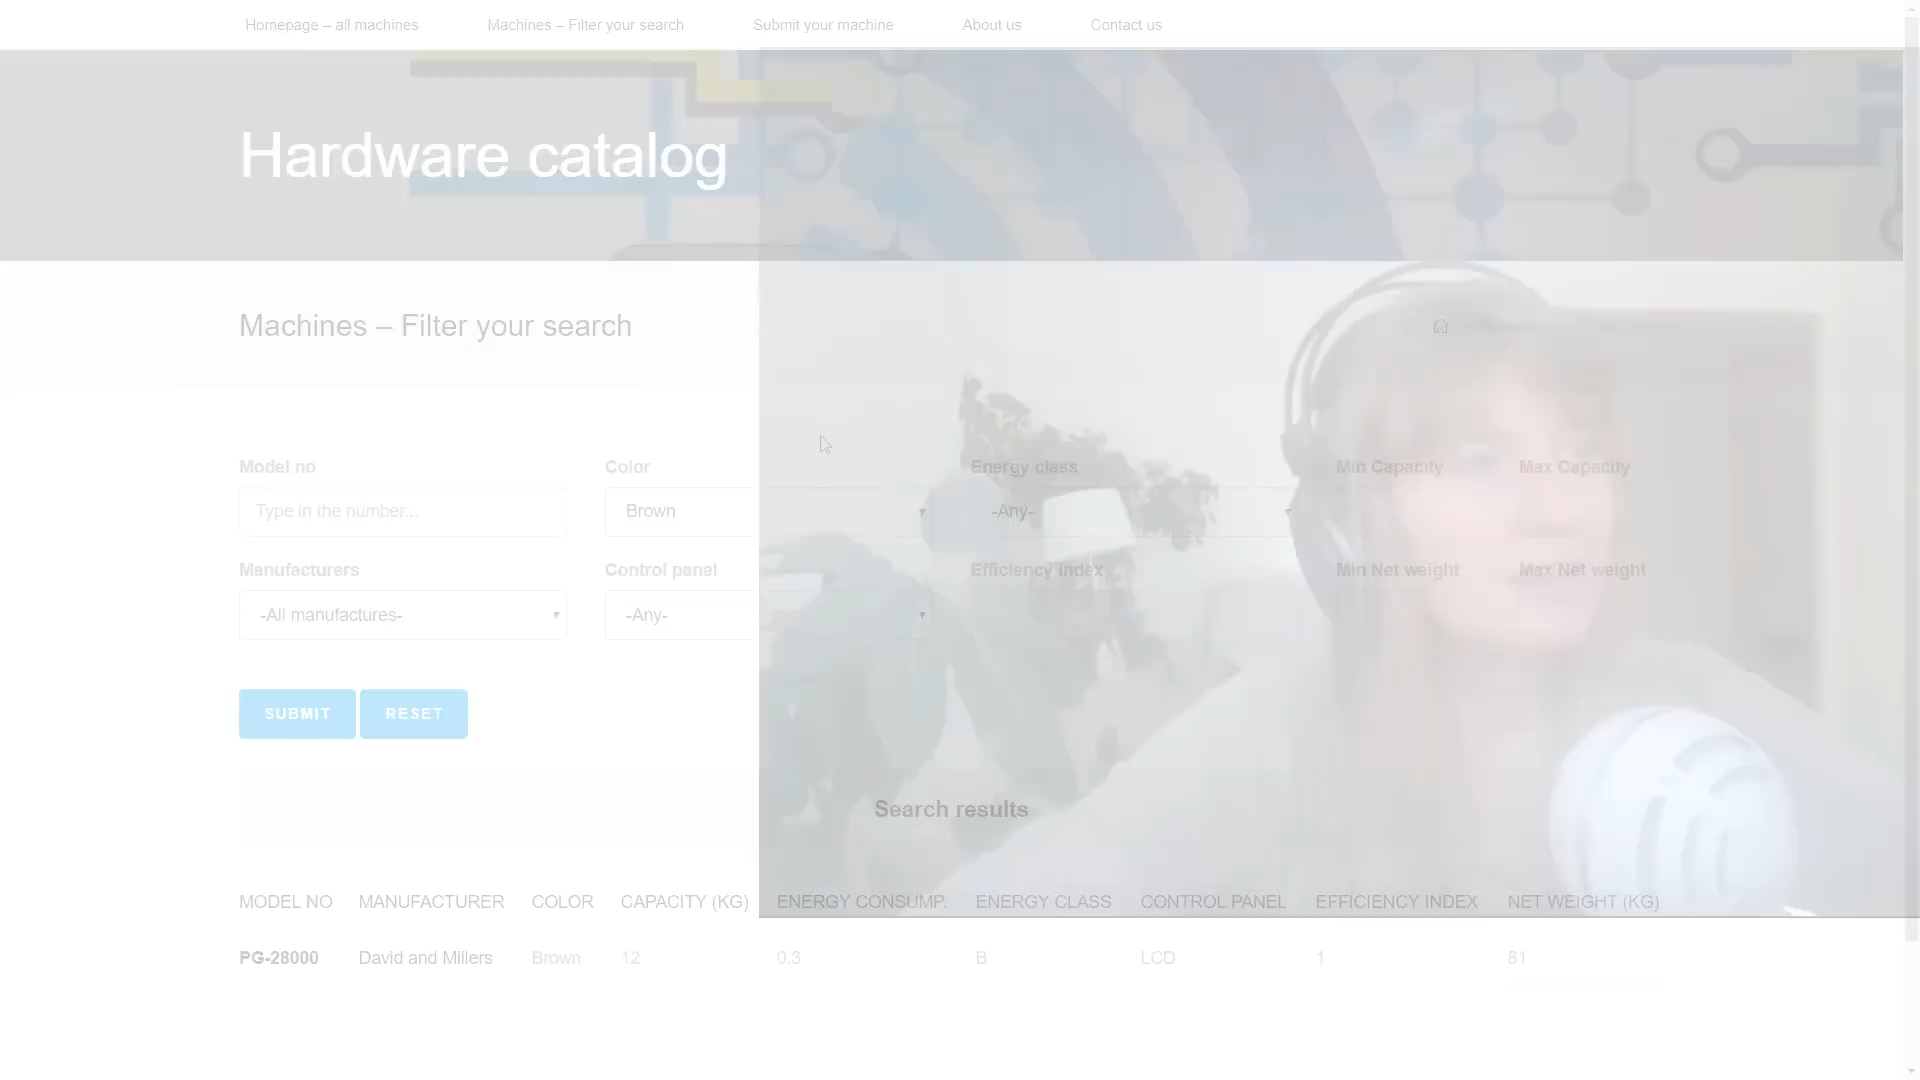 Homepage – all machines Machines – Filter your search Submit your machine About us Contact us
Hardware catalog
Machines – Filter your search
Model no Color Energy class Min Capacity Max Capacity
Type in the number... Brown -Any-
Manufacturers Control panel Efficiency Index Min Net weight Max Net weight
-All manufactures- -Any-
SUBMIT RESET
Search results
MODEL NO MANUFACTURER COLOR CAPACITY (KG) ENERGY CONSUMP. ENERGY CLASS CONTROL PANEL EFFICIENCY INDEX NET WEIGHT (KG)
PG-28000 David and Millers Brown 12 0.3 B LCD 1 81